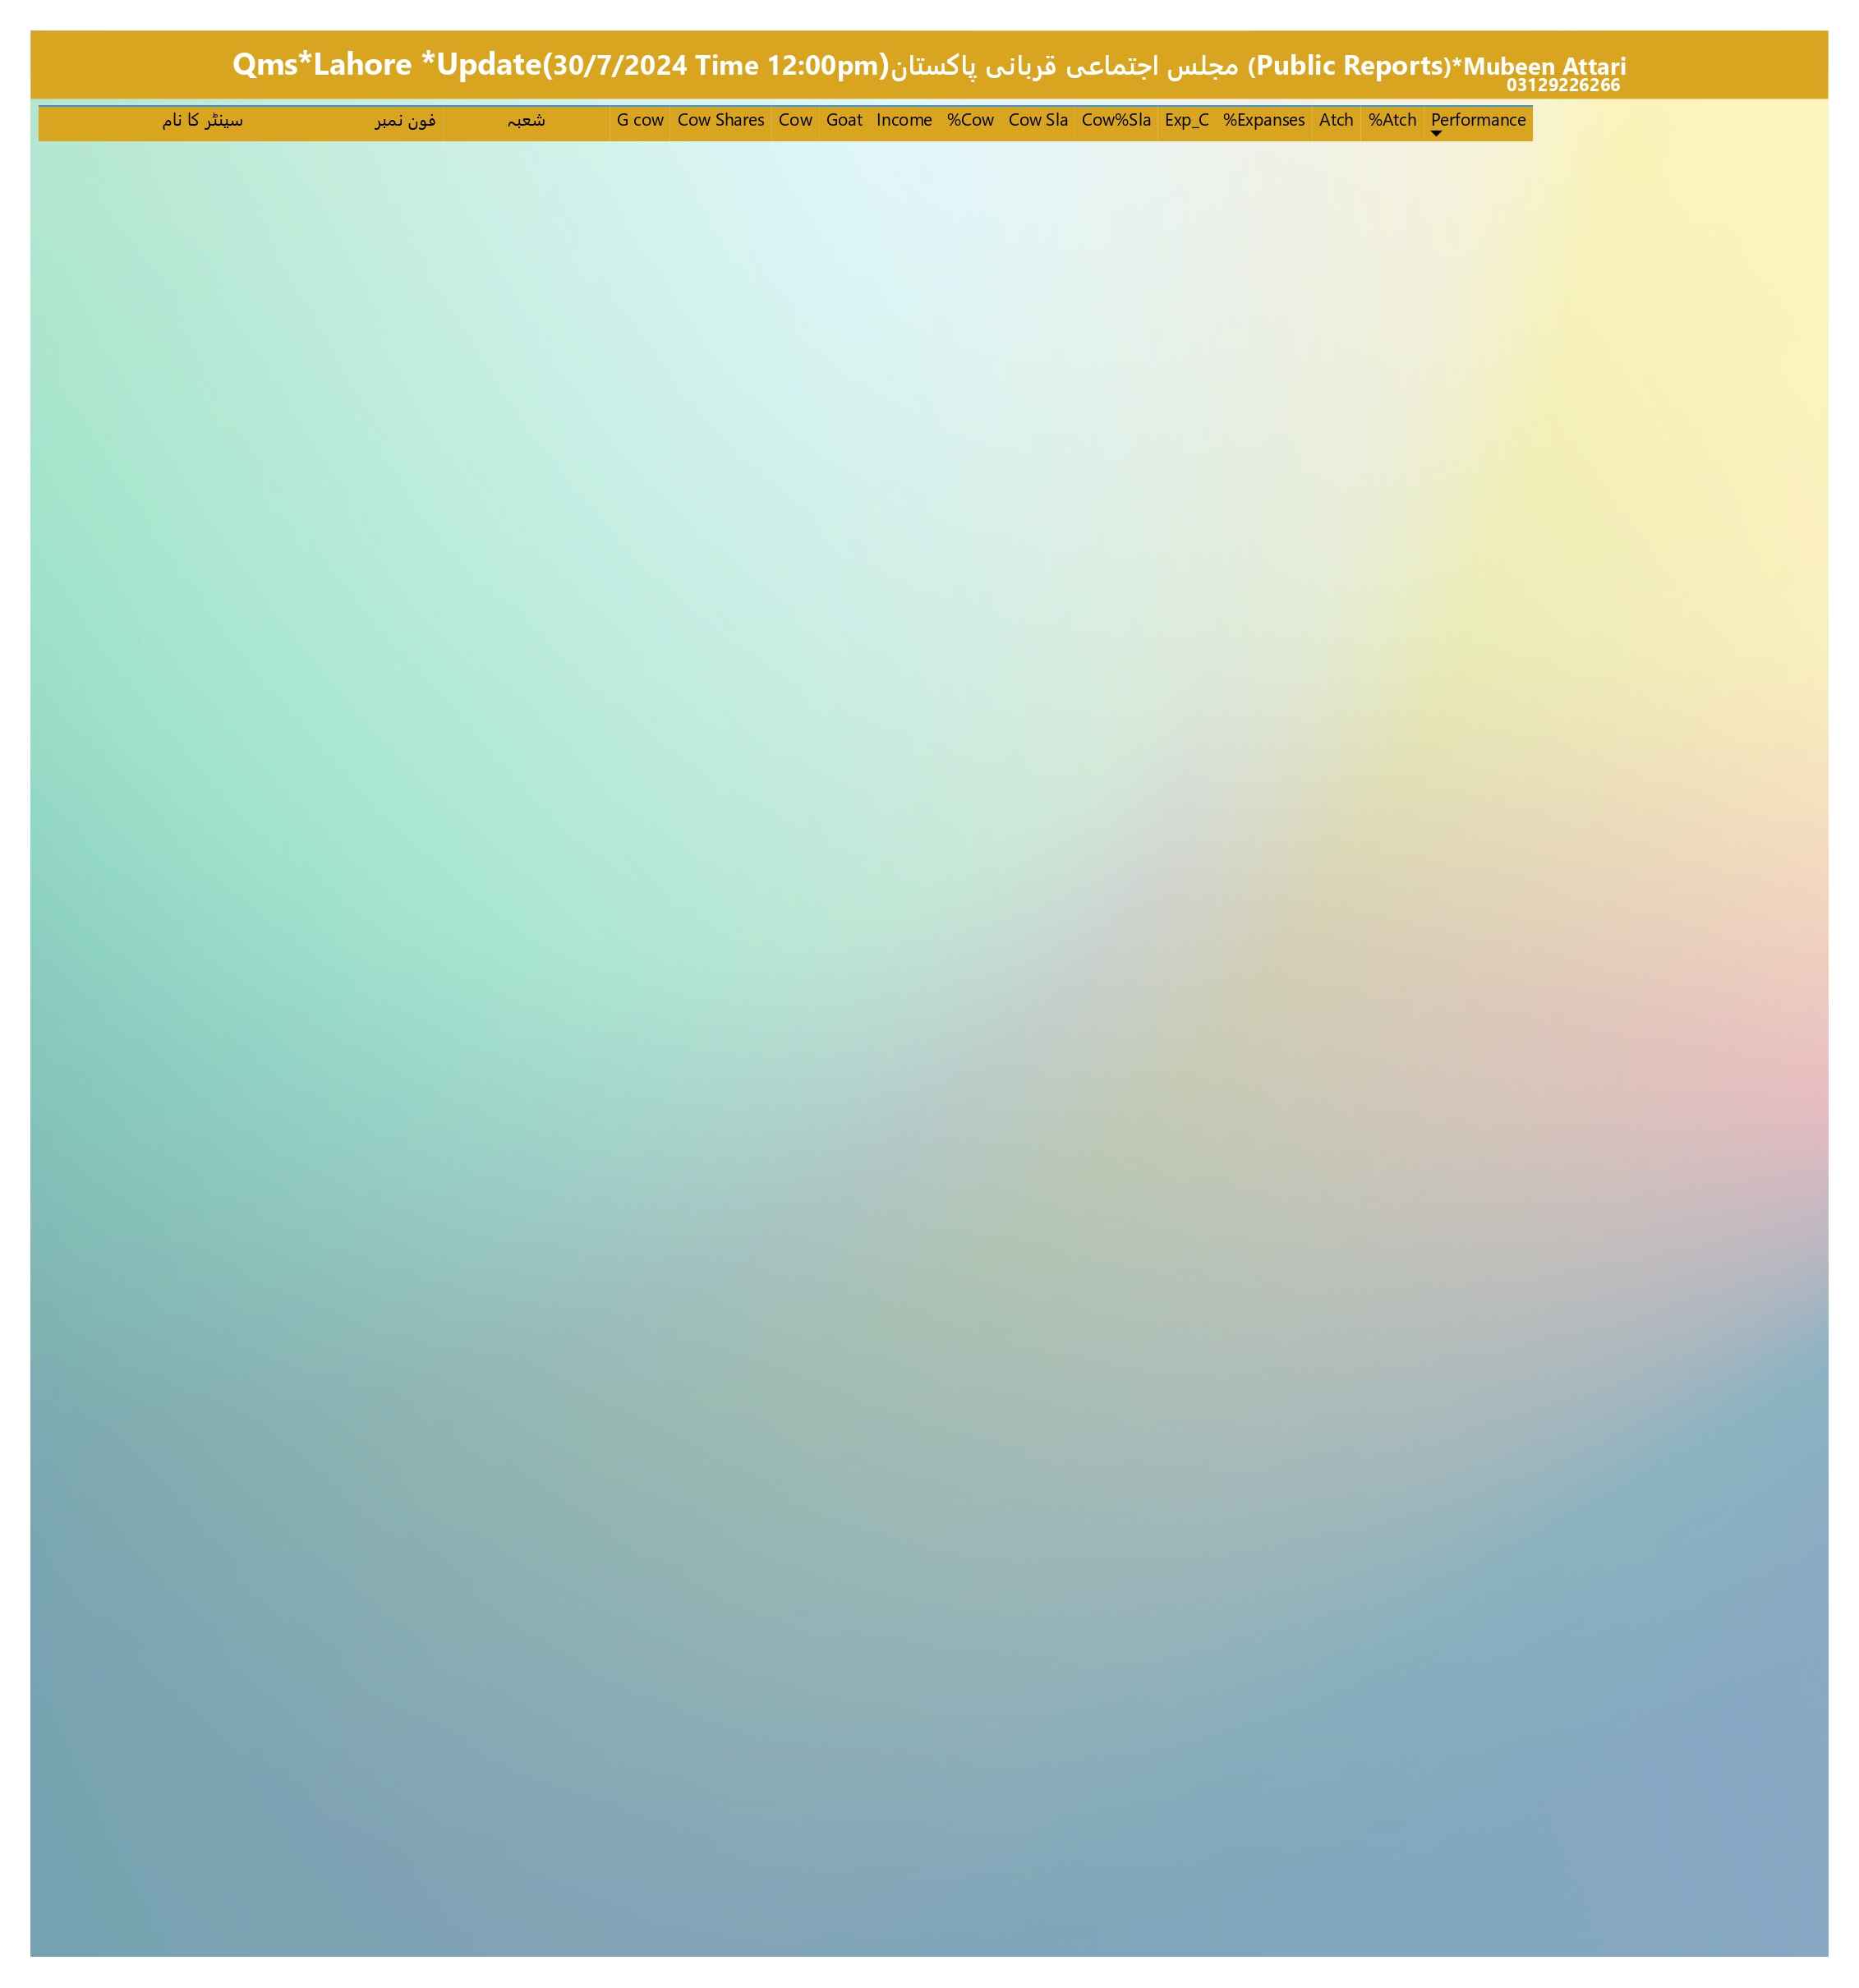 Qms*Lahore *Update(30/7/2024 Time 12:00pm)مجلس اجتماعی قربانی پاکستان (Public Reports)*Mubeen Attari
03129226266
سینٹر کا نام فون نمبر شعبہ G cow Cow Shares Cow Goat Income %Cow Cow Sla Cow%Sla Exp_C %Expanses Atch %Atch Performance